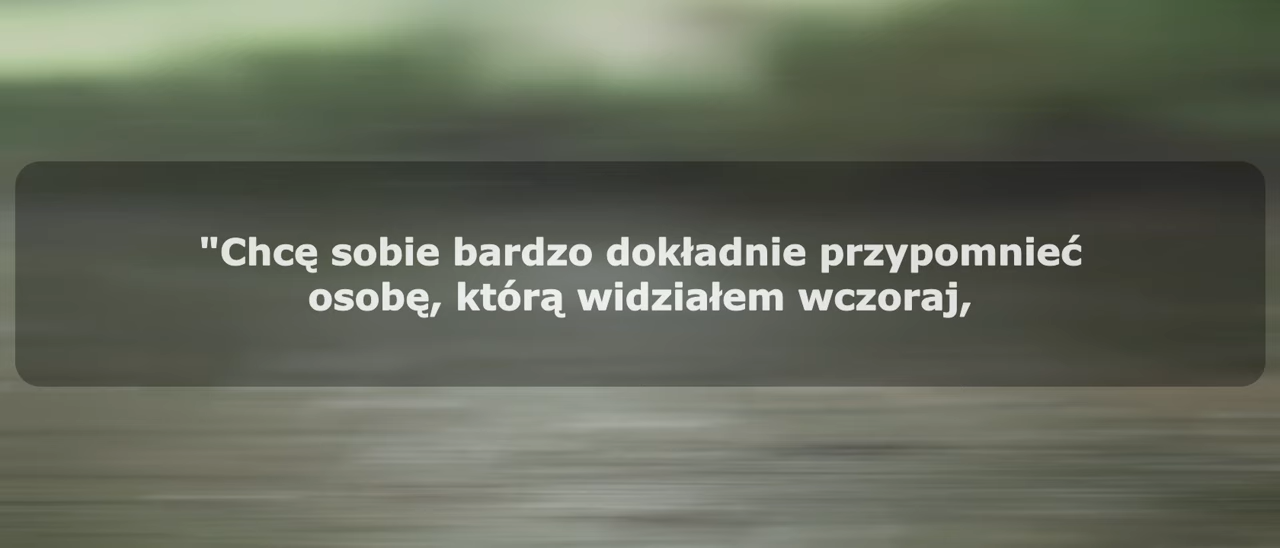 "Chcę sobie bardzo dokładnie przypomnieć
osobę, którą widziałem wczoraj,